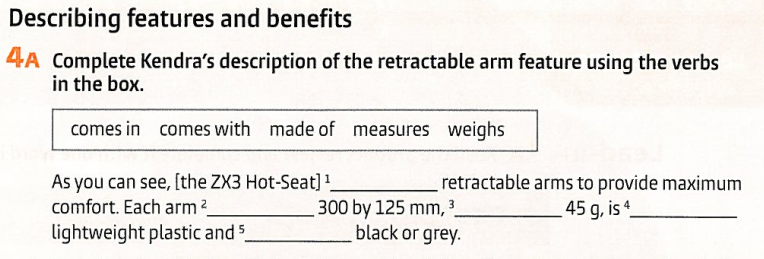 Describing features and benefits
4A Complete Kendra's description of the retractable arm feature using the verbs
in the box.
comes in comes with made of measures weighs
As you can see, [the ZX3 Hot-Seat] ¹__________ retractable arms to provide maximum
comfort. Each arm ²__________ 300 by 125 mm, ³__________ 45 g, is ⁴__________
lightweight plastic and ⁵__________ black or grey.